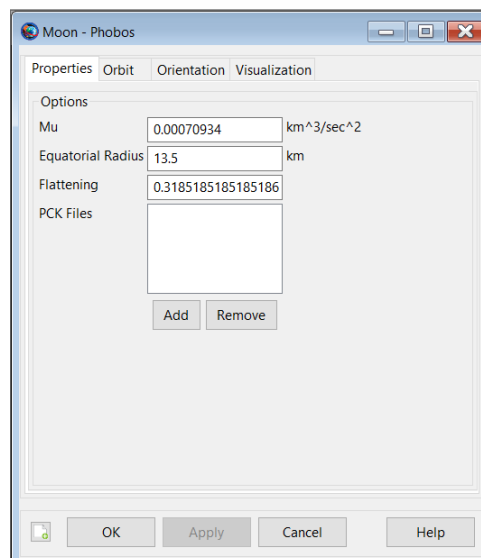 Moon - Phobos
Properties Orbit Orientation Visualization
Options
Mu 0.00070934 km^3/sec^2
Equatorial Radius 13.5 km
Flattening 0.3185185185185186
PCK Files
Add Remove
OK Apply Cancel Help